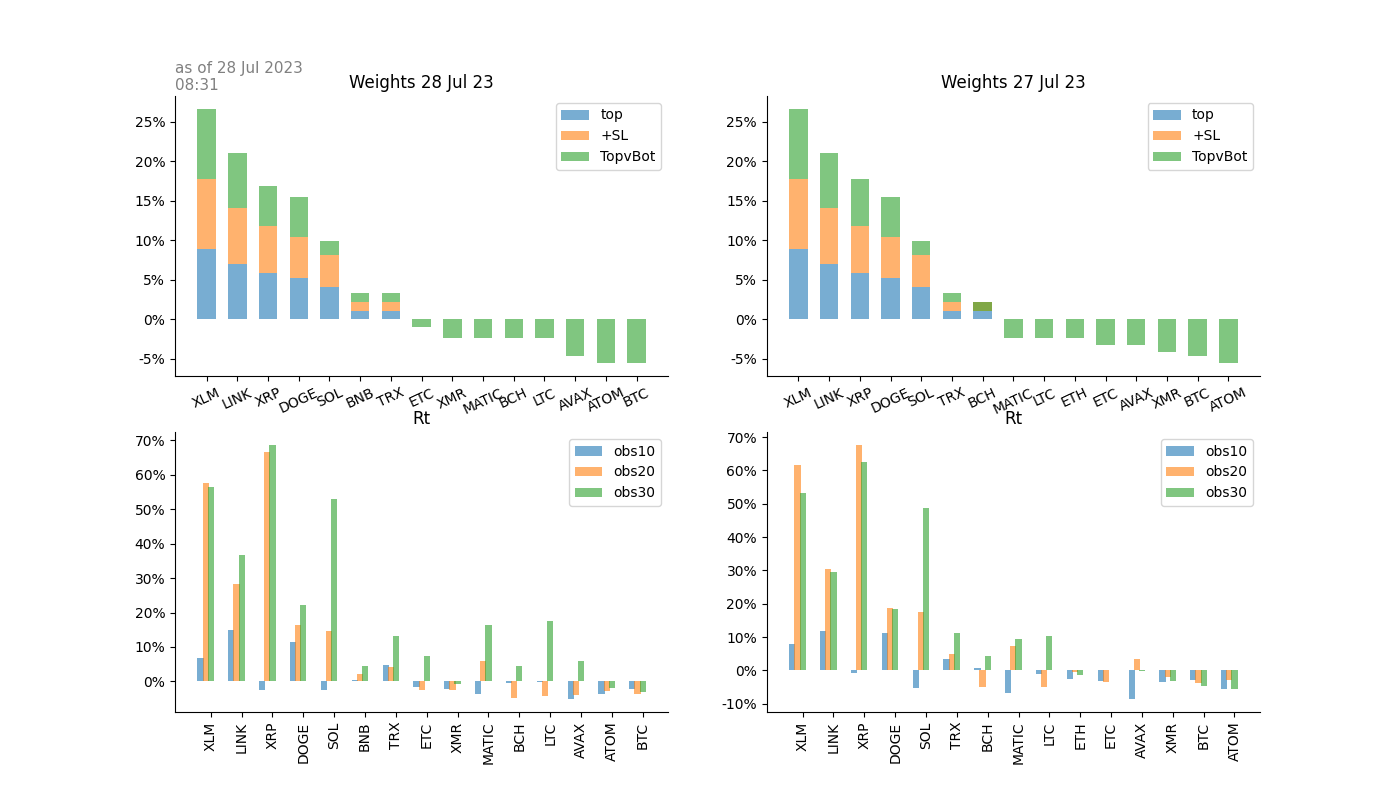 as of 28 Jul 2023
08:31
Weights 28 Jul 23
25%
20%
15%
10%
5%
0%
-5%
top
+SL
TopvBot
XLM LINK XRP DOGE SOL BNB TRX ETC XMR MATIC BCH LTC AVAX ATOM BTC
Weights 27 Jul 23
25%
20%
15%
10%
5%
0%
-5%
top
+SL
TopvBot
XLM LINK XRP DOGE SOL TRX BCH MATIC LTC ETH ETC AVAX XMR BTC ATOM
Rt
70%
60%
50%
40%
30%
20%
10%
0%
obs10
obs20
obs30
XLM LINK XRP DOGE SOL BNB TRX ETC XMR MATIC BCH LTC AVAX ATOM BTC
Rt
70%
60%
50%
40%
30%
20%
10%
0%
-10%
obs10
obs20
obs30
XLM LINK XRP DOGE SOL TRX BCH MATIC LTC ETH ETC AVAX XMR BTC ATOM